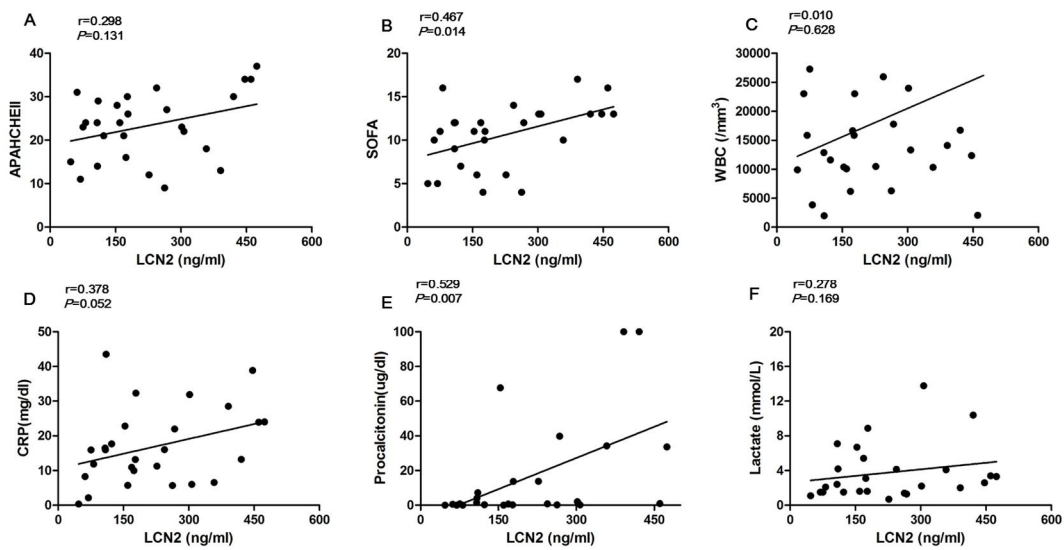 A
r=0.298
P=0.131
APAHCHEII
40
30
20
10
0
0 150 300 450 600
LCN2 (ng/ml)
B
r=0.467
P=0.014
SOFA
20
15
10
5
0
0 150 300 450 600
LCN2 (ng/ml)
C
r=0.010
P=0.628
WBC (/mm³)
30000
25000
20000
15000
10000
5000
0
0 150 300 450 600
LCN2 (ng/ml)
D
r=0.378
P=0.052
CRP(mg/dl)
50
40
30
20
10
0
0 150 300 450 600
LCN2 (ng/ml)
E
r=0.529
P=0.007
Procalcitonin(ug/dl)
100
80
60
40
20
0
0 150 300 450
LCN2 (ng/ml)
F
r=0.278
P=0.169
Lactate (mmol/L)
20
16
12
8
4
0
0 150 300 450 600
LCN2 (ng/ml)